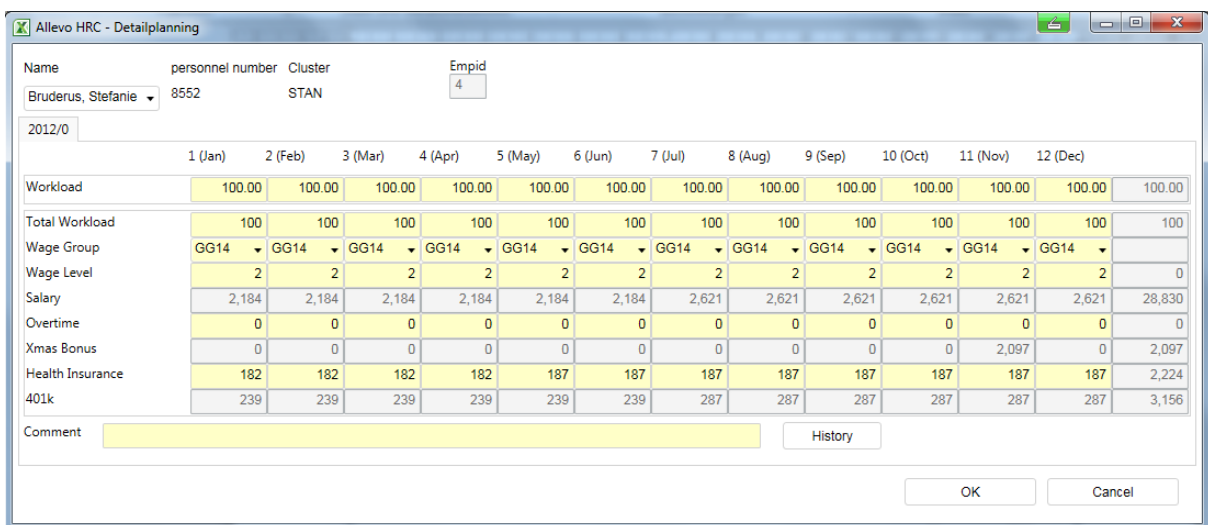 Allevo HRC - Detailplanning
Name personnel number Cluster Empid
Bruderus, Stefanie 8552 STAN 4
2012/0
1 (Jan) 2 (Feb) 3 (Mar) 4 (Apr) 5 (May) 6 (Jun) 7 (Jul) 8 (Aug) 9 (Sep) 10 (Oct) 11 (Nov) 12 (Dec)
Workload 100.00 100.00 100.00 100.00 100.00 100.00 100.00 100.00 100.00 100.00 100.00 100.00 100.00
Total Workload 100 100 100 100 100 100 100 100 100 100 100 100 100
Wage Group GG14 GG14 GG14 GG14 GG14 GG14 GG14 GG14 GG14 GG14 GG14 GG14
Wage Level 2 2 2 2 2 2 2 2 2 2 2 2 0
Salary 2,184 2,184 2,184 2,184 2,184 2,184 2,621 2,621 2,621 2,621 2,621 2,621 28,830
Overtime 0 0 0 0 0 0 0 0 0 0 0 0 0
Xmas Bonus 0 0 0 0 0 0 0 0 0 0 2,097 0 2,097
Health Insurance 182 182 182 182 187 187 187 187 187 187 187 187 2,224
401k 239 239 239 239 239 239 287 287 287 287 287 287 3,156
Comment History
OK Cancel